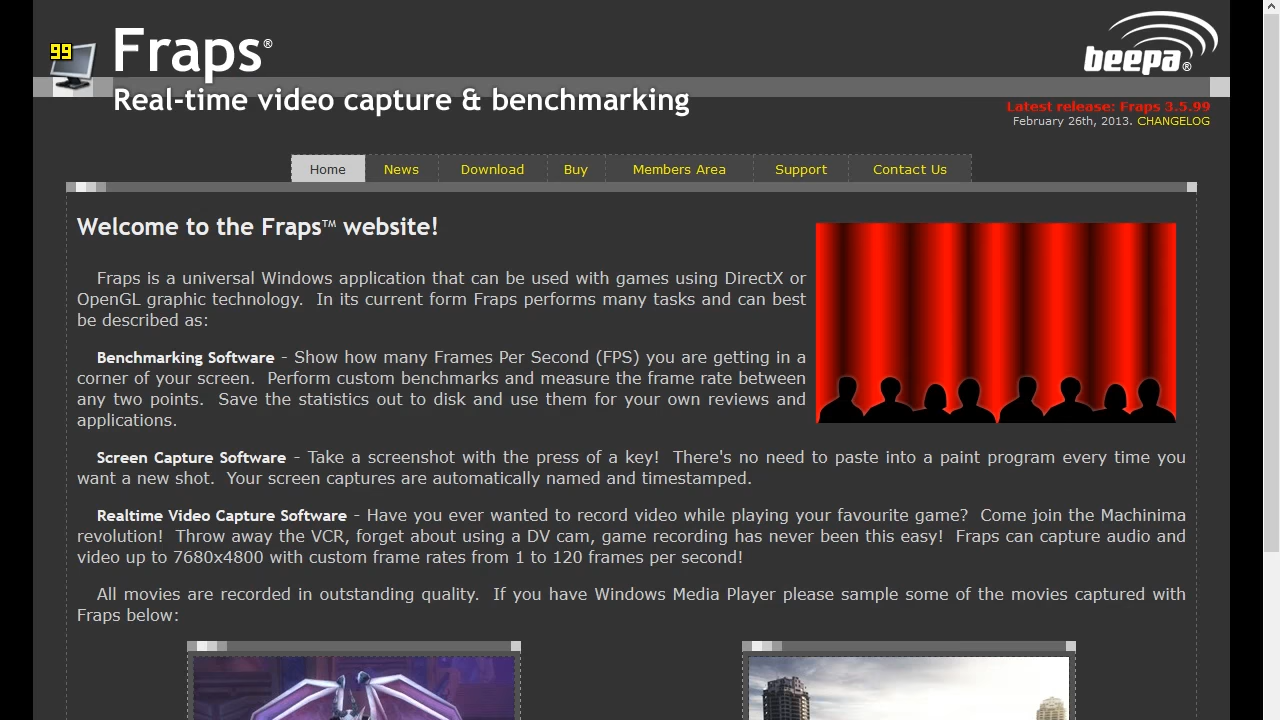 99
Fraps®
beepa®
Real-time video capture & benchmarking
Latest release: Fraps 3.5.99
February 26th, 2013. CHANGELOG
Home News Download Buy Members Area Support Contact Us
Welcome to the Fraps™ website!
Fraps is a universal Windows application that can be used with games using DirectX or
OpenGL graphic technology.  In its current form Fraps performs many tasks and can best
be described as:
Benchmarking Software - Show how many Frames Per Second (FPS) you are getting in a
corner of your screen.  Perform custom benchmarks and measure the frame rate between
any two points.  Save the statistics out to disk and use them for your own reviews and
applications.
Screen Capture Software - Take a screenshot with the press of a key!  There's no need to paste into a paint program every time you
want a new shot.  Your screen captures are automatically named and timestamped.
Realtime Video Capture Software - Have you ever wanted to record video while playing your favourite game?  Come join the Machinima
revolution!  Throw away the VCR, forget about using a DV cam, game recording has never been this easy!  Fraps can capture audio and
video up to 7680x4800 with custom frame rates from 1 to 120 frames per second!
All movies are recorded in outstanding quality.  If you have Windows Media Player please sample some of the movies captured with
Fraps below: